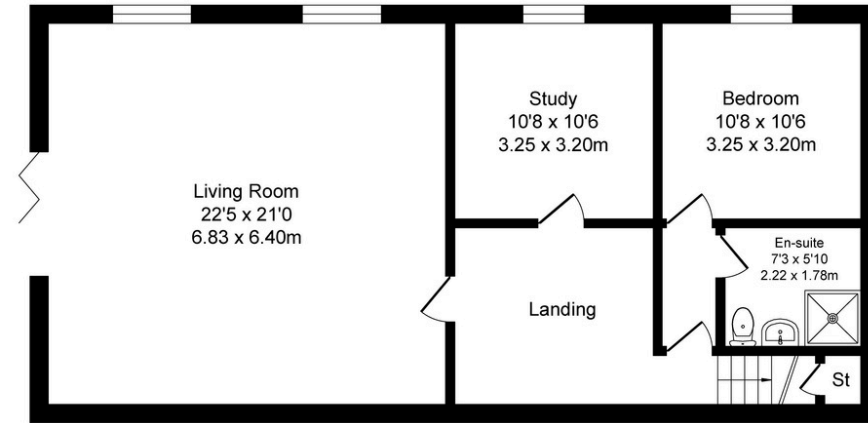 Study
10'8 x 10'6
3.25 x 3.20m
Bedroom
10'8 x 10'6
3.25 x 3.20m
Living Room
22'5 x 21'0
6.83 x 6.40m
En-suite
7'3 x 5'10
2.22 x 1.78m
Landing
St